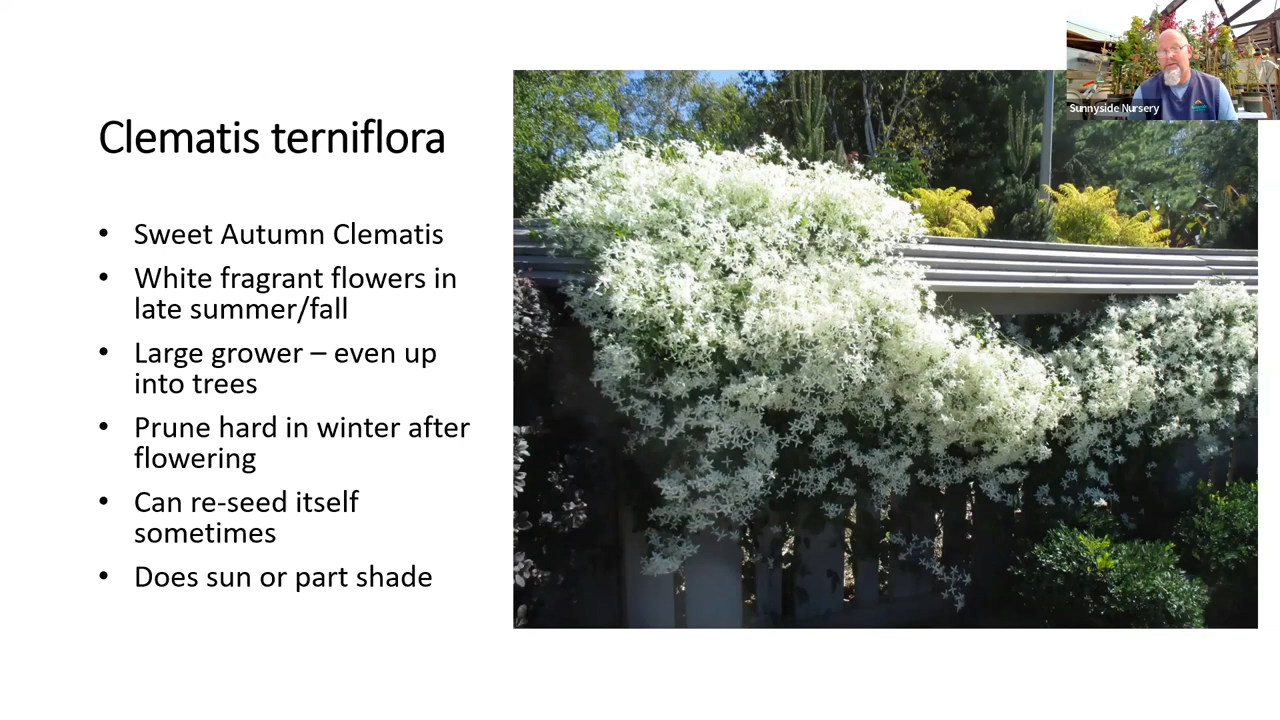 Sunnyside Nursery
Clematis terniflora
• Sweet Autumn Clematis
• White fragrant flowers in
late summer/fall
• Large grower – even up
into trees
• Prune hard in winter after
flowering
• Can re-seed itself
sometimes
• Does sun or part shade